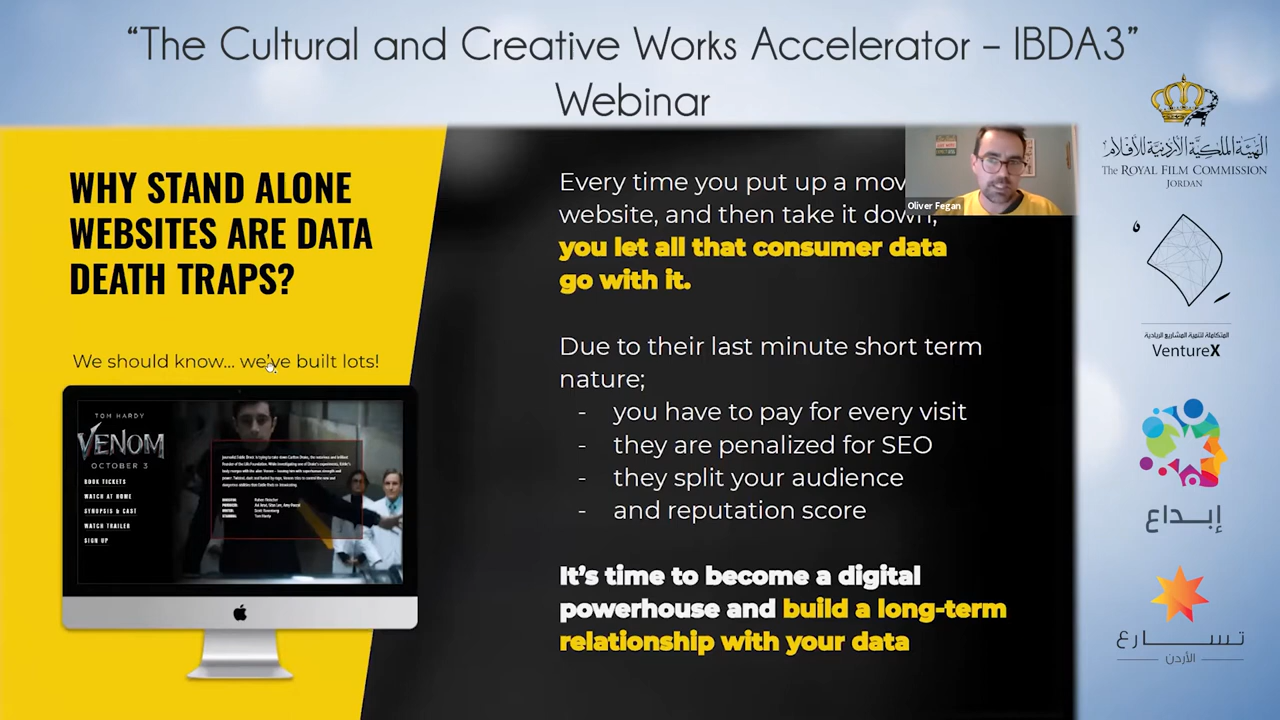 “The Cultural and Creative Works Accelerator – IBDA3”
Webinar
WHY STAND ALONE
WEBSITES ARE DATA
DEATH TRAPS?
We should know... we've built lots!
TOM HARDY
VENOM
OCTOBER 3
BOOK TICKETS
WATCH AT HOME
SYNOPSIS & CAST
WATCH TRAILER
SIGN UP
Every time you put up a mov
website, and then take it down,
you let all that consumer data
go with it.
Due to their last minute short term
nature;
- you have to pay for every visit
- they are penalized for SEO
- they split your audience
- and reputation score
It's time to become a digital
powerhouse and build a long-term
relationship with your data
Oliver Fegan
الهيئة الملكية الأردنية للأفلام
The ROYAL FILM COMMISSION
JORDAN
المتكاملة لتنمية المشاريع الريادية
VentureX
إبداع
تسارع
الأردن